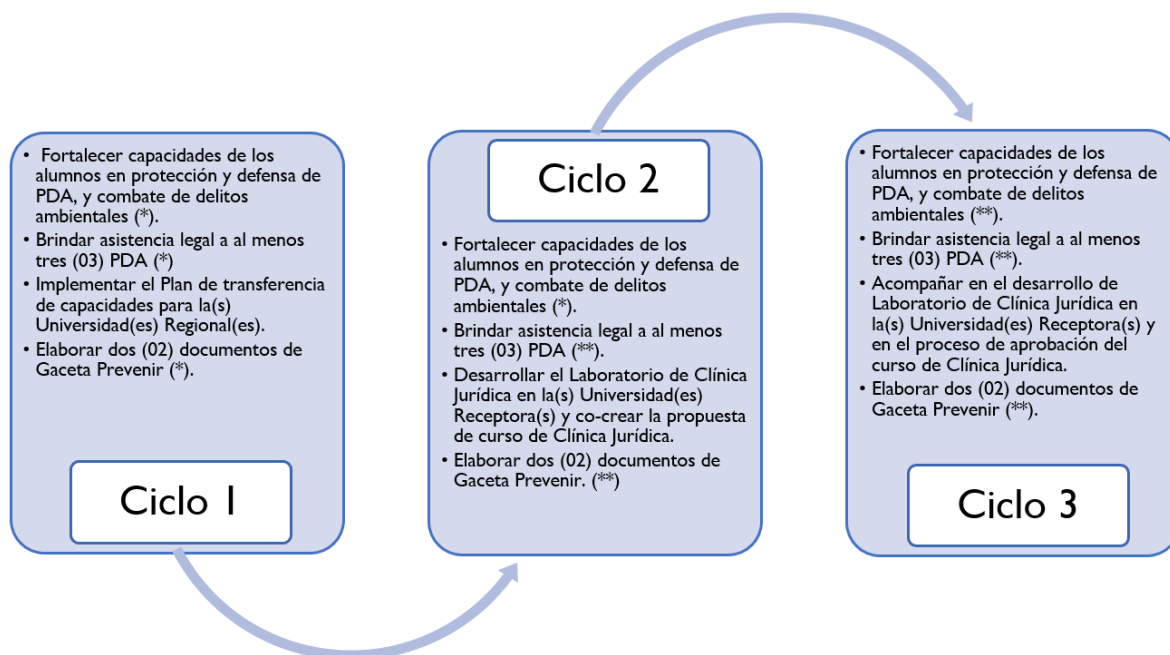 • Fortalecer capacidades de los
alumnos en protección y defensa de
PDA, y combate de delitos
ambientales (*).
• Brindar asistencia legal a al menos
tres (03) PDA (*)
• Implementar el Plan de transferencia
de capacidades para la(s)
Universidad(es) Regional(es).
• Elaborar dos (02) documentos de
Gaceta Prevenir (*).
Ciclo 1
Ciclo 2
• Fortalecer capacidades de los
alumnos en protección y defensa de
PDA, y combate de delitos
ambientales (*).
• Brindar asistencia legal a al menos
tres (03) PDA (**).
• Desarrollar el Laboratorio de Clínica
Jurídica en la(s) Universidad(es)
Receptora(s) y co-crear la propuesta
de curso de Clínica Jurídica.
• Elaborar dos (02) documentos de
Gaceta Prevenir. (**)
• Fortalecer capacidades de los
alumnos en protección y defensa de
PDA, y combate de delitos
ambientales (**).
• Brindar asistencia legal a al menos
tres (03) PDA (**).
• Acompañar en el desarrollo de
Laboratorio de Clínica Jurídica en
la(s) Universidad(es) Receptora(s) y
en el proceso de aprobación del
curso de Clínica Jurídica.
• Elaborar dos (02) documentos de
Gaceta Prevenir (**).
Ciclo 3